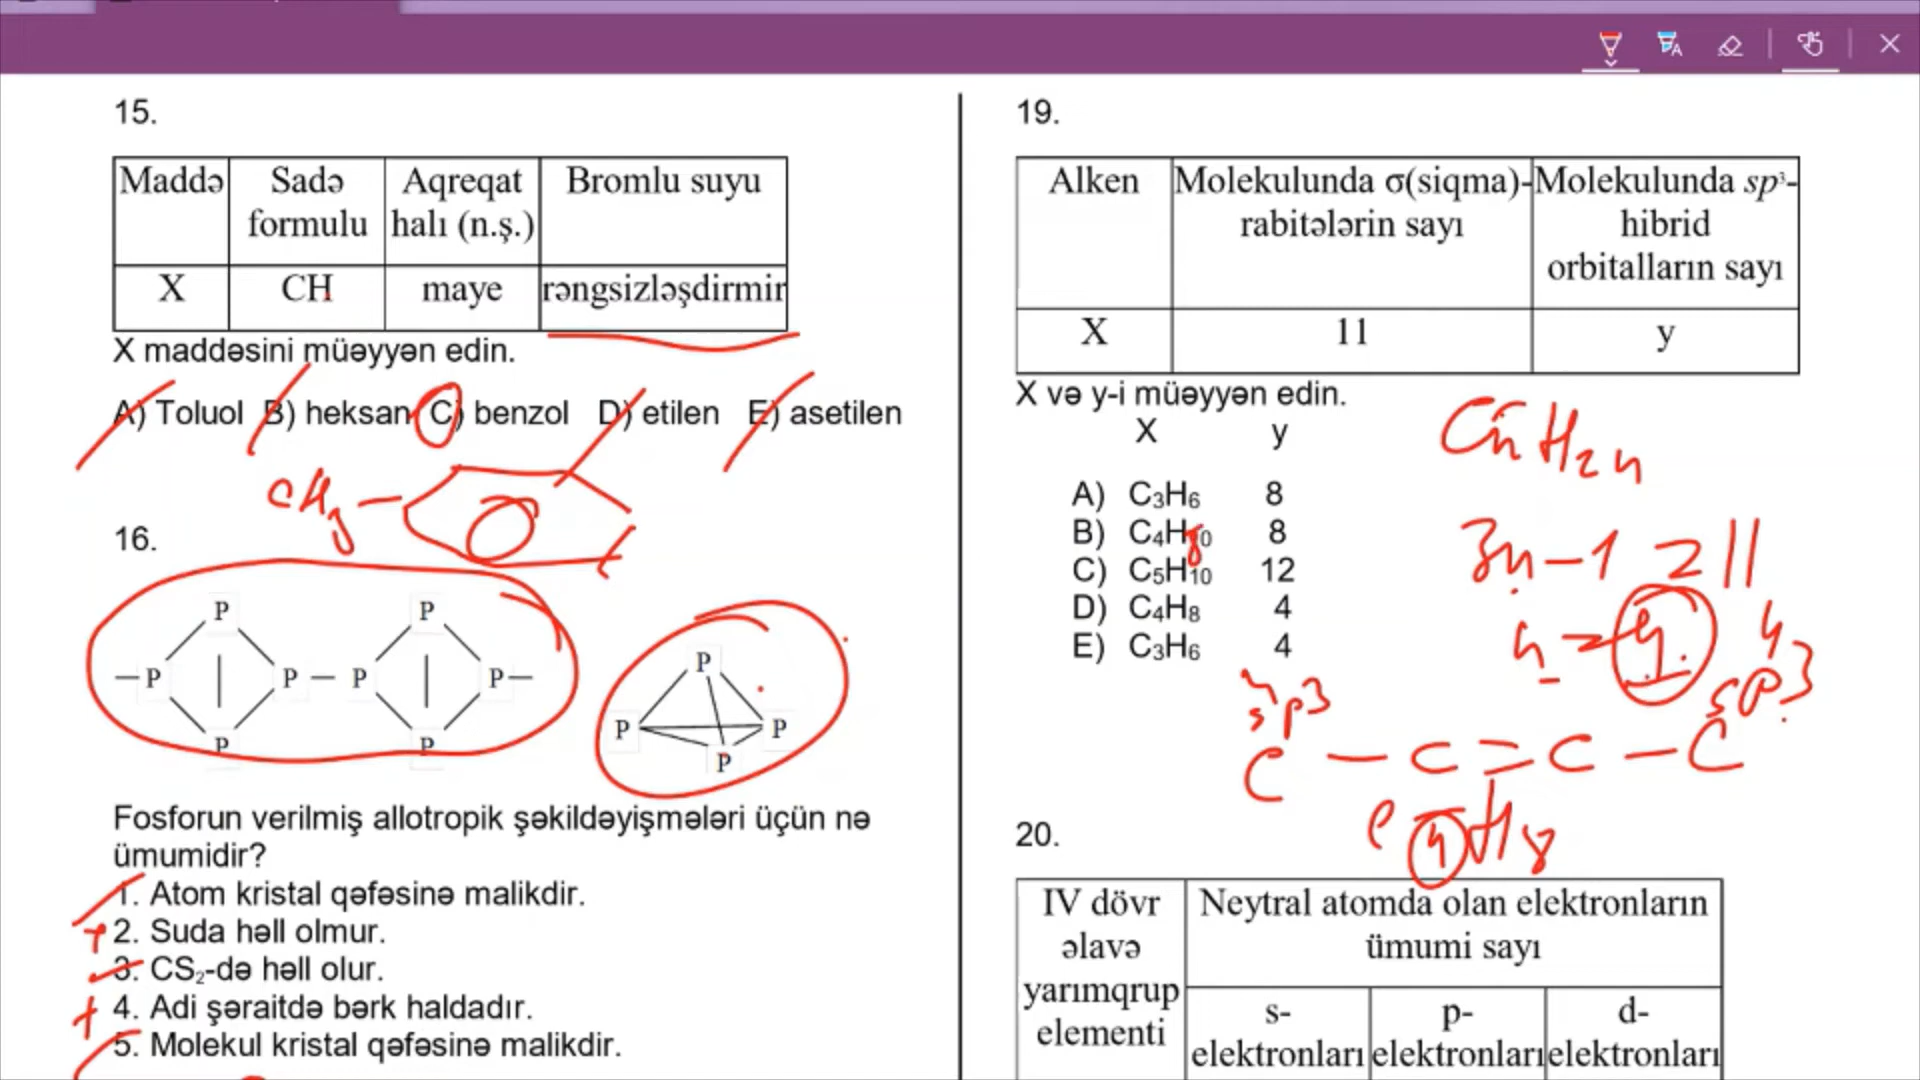 15.
Maddə Sadə formulu Aqreqat halı (n.ş.) Bromlu suyu
X CH maye rəngsizləşdirmir
X maddəsini müəyyən edin.
A) Toluol B) heksan C) benzol D) etilen E) asetilen
CH3
16.
P P
–P P – P P–
P P
P
P P
P
Fosforun verilmiş allotropik şəkildəyişmələri üçün nə
ümumidir?
1. Atom kristal qəfəsinə malikdir.
2. Suda həll olmur.
3. CS₂-də həll olur.
4. Adi şəraitdə bərk haldadır.
5. Molekul kristal qəfəsinə malikdir.
19.
Alken Molekulunda σ(siqma)-rabitələrin sayı Molekulunda sp³-hibrid orbitalların sayı
X 11 y
X və y-i müəyyən edin.
X y
A) C₃H₆ 8
B) C₄H₁₀ 8
C) C₅H₁₀ 12
D) C₄H₈ 4
E) C₃H₆ 4
CnH2n
3n – 1 = 11
n = 4
4 sp3
4 sp3
C – C = C – C
C4H8
20.
IV dövr əlavə yarımqrup elementi
Neytral atomda olan elektronların ümumi sayı
s-elektronları p-elektronları d-elektronları